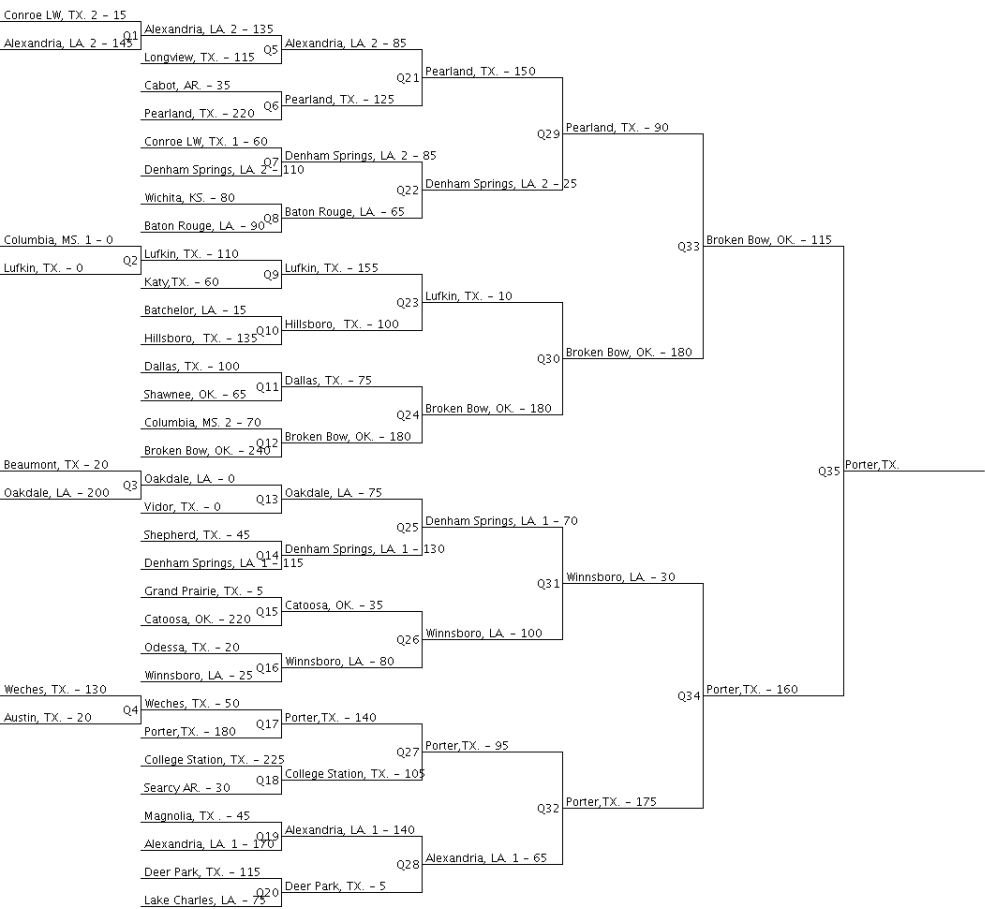 Conroe LW, TX. 2 - 15
Alexandria, LA. 2 - 145
Q1
Alexandria, LA. 2 - 135
Longview, TX. - 115
Q5
Alexandria, LA. 2 - 85
Cabot, AR. - 35
Pearland, TX. - 220
Q6
Pearland, TX. - 125
Q21
Pearland, TX. - 150
Conroe LW, TX. 1 - 60
Denham Springs, LA. 2 - 110
Q7
Denham Springs, LA. 2 - 85
Wichita, KS. - 80
Baton Rouge, LA. - 90
Q8
Baton Rouge, LA. - 65
Q22
Denham Springs, LA. 2 - 25
Q29
Pearland, TX. - 90
Columbia, MS. 1 - 0
Lufkin, TX. - 0
Q2
Lufkin, TX. - 110
Katy,TX. - 60
Q9
Lufkin, TX. - 155
Batchelor, LA. - 15
Hillsboro,  TX. - 135
Q10
Hillsboro,  TX. - 100
Q23
Lufkin, TX. - 10
Dallas, TX. - 100
Shawnee, OK. - 65
Q11
Dallas, TX. - 75
Columbia, MS. 2 - 70
Broken Bow, OK. - 240
Q12
Broken Bow, OK. - 180
Q24
Broken Bow, OK. - 180
Q30
Broken Bow, OK. - 180
Q33
Broken Bow, OK. - 115
Beaumont, TX - 20
Oakdale, LA. - 200
Q3
Oakdale, LA. - 0
Vidor, TX. - 0
Q13
Oakdale, LA. - 75
Shepherd, TX. - 45
Denham Springs, LA. 1 - 115
Q14
Denham Springs, LA. 1 - 130
Q25
Denham Springs, LA. 1 - 70
Grand Prairie, TX. - 5
Catoosa, OK. - 220
Q15
Catoosa, OK. - 35
Odessa, TX. - 20
Winnsboro, LA. - 25
Q16
Winnsboro, LA. - 80
Q26
Winnsboro, LA. - 100
Q31
Winnsboro, LA. - 30
Weches, TX. - 130
Austin, TX. - 20
Q4
Weches, TX. - 50
Porter,TX. - 180
Q17
Porter,TX. - 140
College Station, TX. - 225
Searcy AR. - 30
Q18
College Station, TX. - 105
Q27
Porter,TX. - 95
Magnolia, TX . - 45
Alexandria, LA. 1 - 170
Q19
Alexandria, LA. 1 - 140
Deer Park, TX. - 115
Lake Charles, LA. - 75
Q20
Deer Park, TX. - 5
Q28
Alexandria, LA. 1 - 65
Q32
Porter,TX. - 175
Q34
Porter,TX. - 160
Q35
Porter,TX.